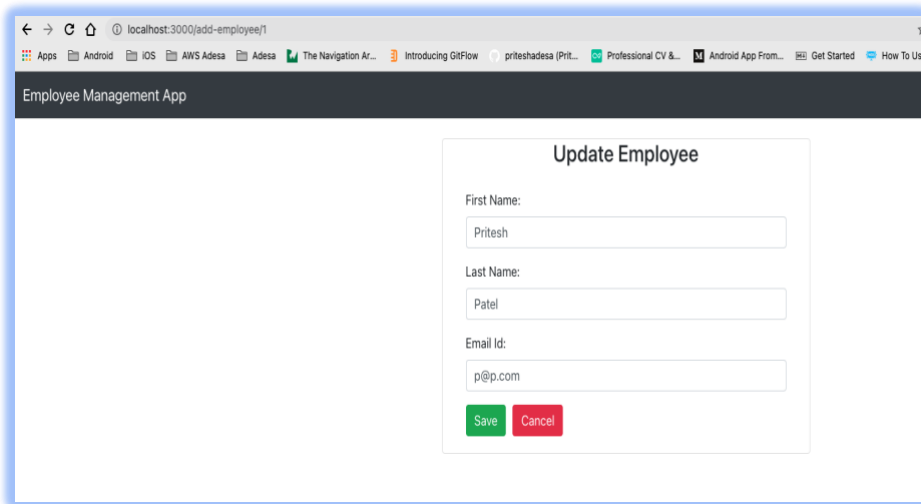 localhost:3000/add-employee/1
Apps Android iOS AWS Adesa Adesa The Navigation Ar... Introducing GitFlow priteshadesa (Prit... Professional CV &... Android App From... Get Started How To Us
Employee Management App
Update Employee
First Name:
Pritesh
Last Name:
Patel
Email Id:
p@p.com
Save Cancel